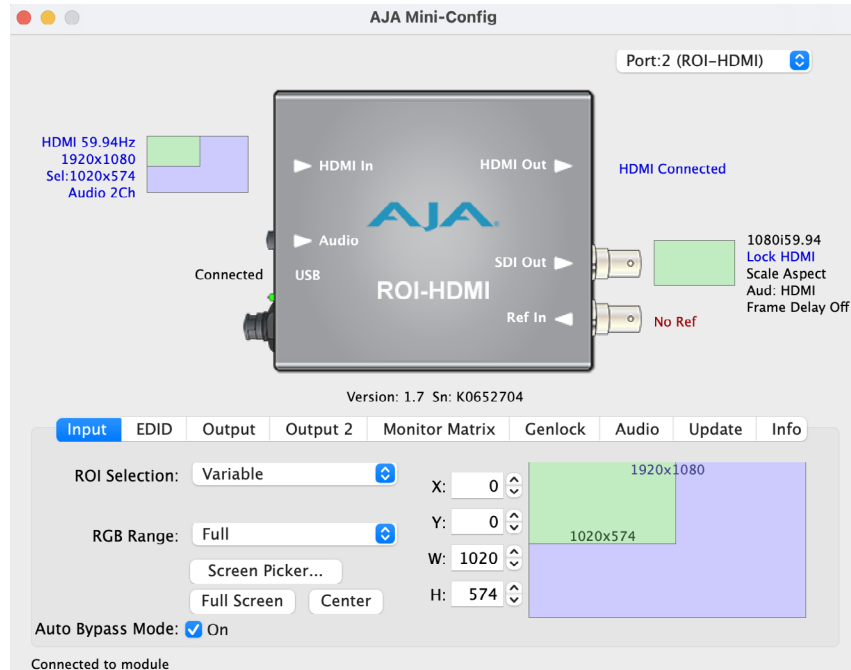 AJA Mini-Config
Port:2 (ROI-HDMI)
HDMI 59.94Hz
1920x1080
Sel:1020x574
Audio 2Ch
HDMI In
HDMI Out
HDMI Connected
AJA
Audio
Connected
USB
SDI Out
ROI-HDMI
Ref In
1080i59.94
Lock HDMI
Scale Aspect
Aud: HDMI
Frame Delay Off
No Ref
Version: 1.7 Sn: K0652704
Input EDID Output Output 2 Monitor Matrix Genlock Audio Update Info
ROI Selection: Variable
RGB Range: Full
Screen Picker...
Full Screen Center
Auto Bypass Mode: On
X: 0
Y: 0
W: 1020
H: 574
1920x1080
1020x574
Connected to module